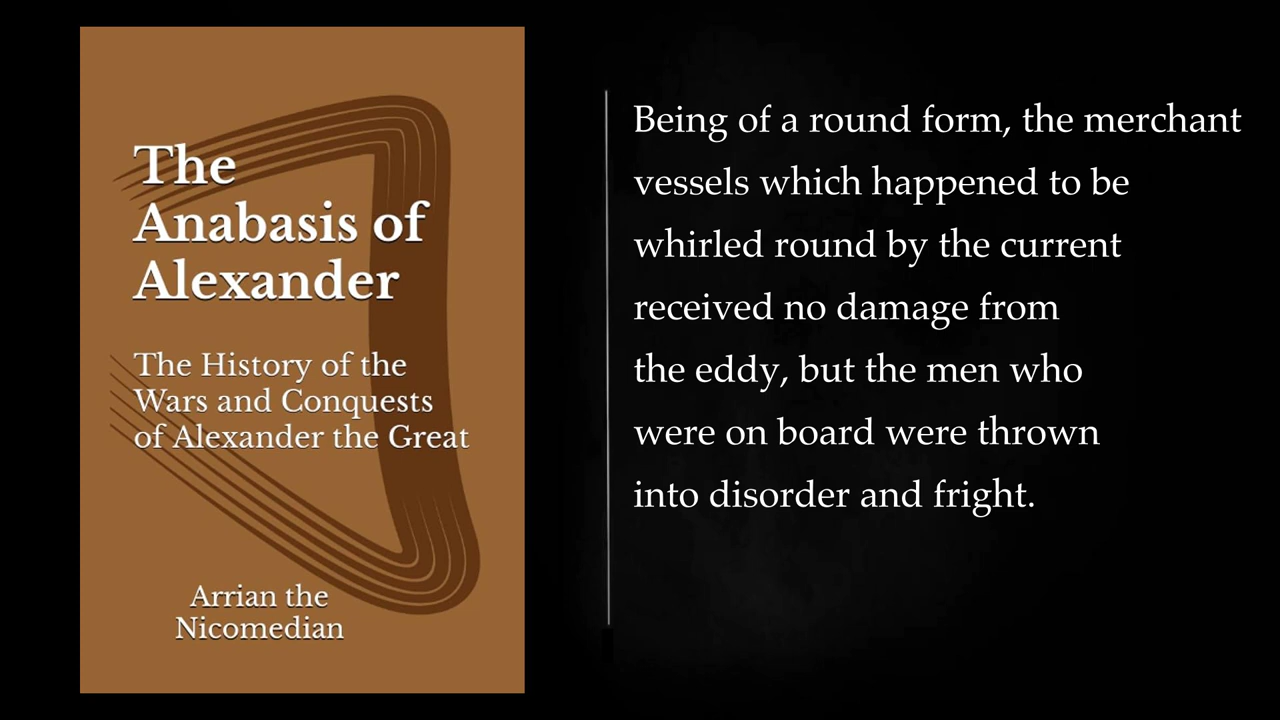 The
Anabasis of
Alexander
The History of the
Wars and Conquests
of Alexander the Great
Arrian the
Nicomedian
Being of a round form, the merchant
vessels which happened to be
whirled round by the current
received no damage from
the eddy, but the men who
were on board were thrown
into disorder and fright.